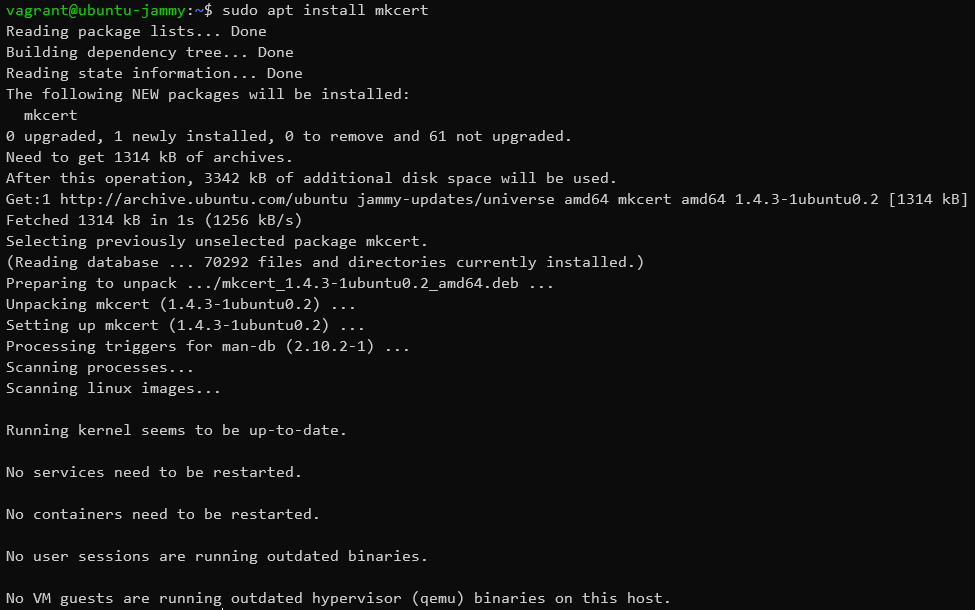 vagrant@ubuntu-jammy:~$ sudo apt install mkcert
Reading package lists... Done
Building dependency tree... Done
Reading state information... Done
The following NEW packages will be installed:
  mkcert
0 upgraded, 1 newly installed, 0 to remove and 61 not upgraded.
Need to get 1314 kB of archives.
After this operation, 3342 kB of additional disk space will be used.
Get:1 http://archive.ubuntu.com/ubuntu jammy-updates/universe amd64 mkcert amd64 1.4.3-1ubuntu0.2 [1314 kB]
Fetched 1314 kB in 1s (1256 kB/s)
Selecting previously unselected package mkcert.
(Reading database ... 70292 files and directories currently installed.)
Preparing to unpack .../mkcert_1.4.3-1ubuntu0.2_amd64.deb ...
Unpacking mkcert (1.4.3-1ubuntu0.2) ...
Setting up mkcert (1.4.3-1ubuntu0.2) ...
Processing triggers for man-db (2.10.2-1) ...
Scanning processes...
Scanning linux images...

Running kernel seems to be up-to-date.

No services need to be restarted.

No containers need to be restarted.

No user sessions are running outdated binaries.

No VM guests are running outdated hypervisor (qemu) binaries on this host.